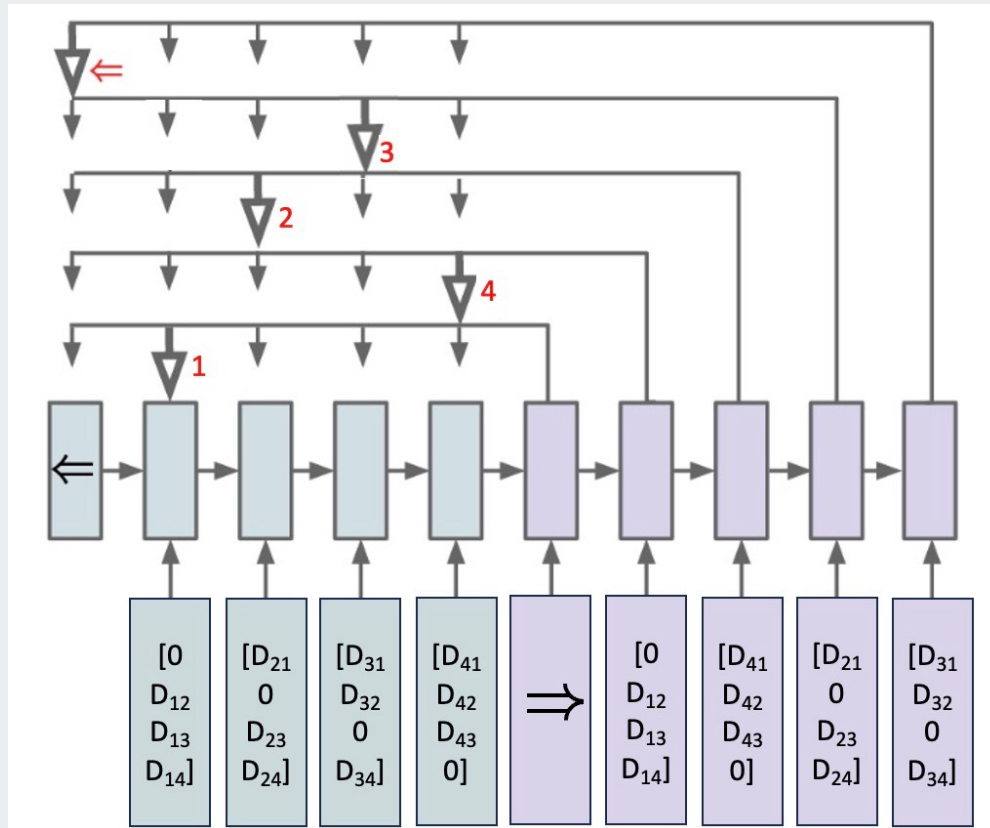 ⇐
3
2
4
1
⇐
[0
D₁₂
D₁₃
D₁₄]
[D₂₁
0
D₂₃
D₂₄]
[D₃₁
D₃₂
0
D₃₄]
[D₄₁
D₄₂
D₄₃
0]
⇒
[0
D₁₂
D₁₃
D₁₄]
[D₄₁
D₄₂
D₄₃
0]
[D₂₁
0
D₂₃
D₂₄]
[D₃₁
D₃₂
0
D₃₄]